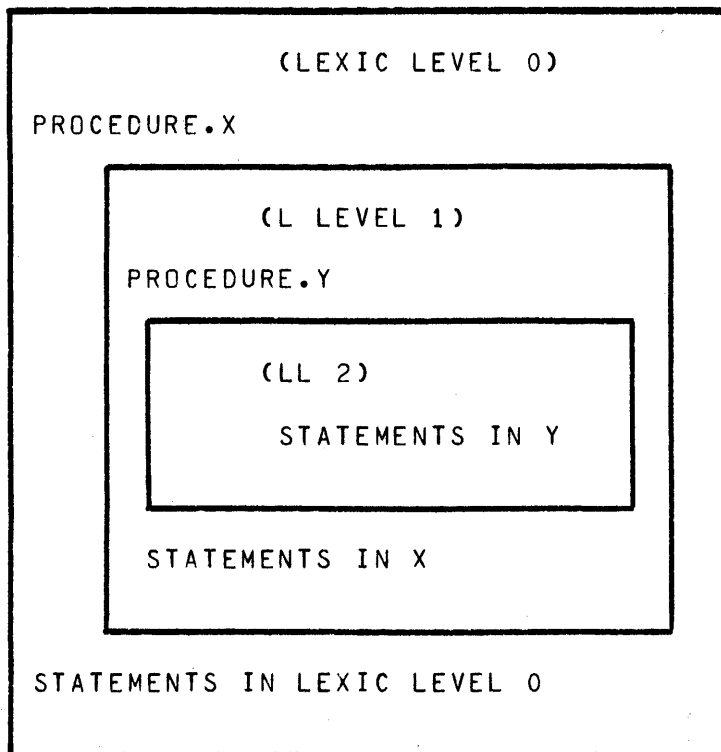 (LEXIC LEVEL 0)
PROCEDURE.X
(L LEVEL 1)
PROCEDURE.Y
(LL 2)
STATEMENTS IN Y
STATEMENTS IN X
STATEMENTS IN LEXIC LEVEL 0